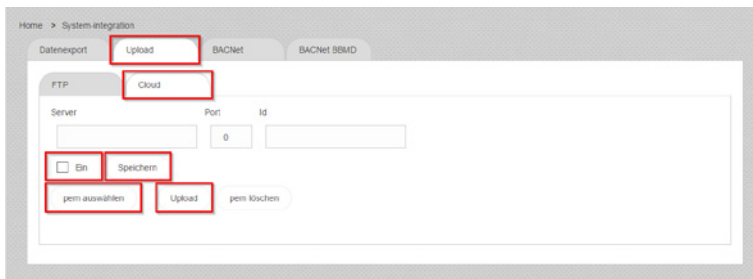 Home > System-integration
Datenexport Upload BACNet BACNet BBMD
FTP Cloud
Server Port Id
0
Ein Speichern
pem auswählen Upload pem löschen